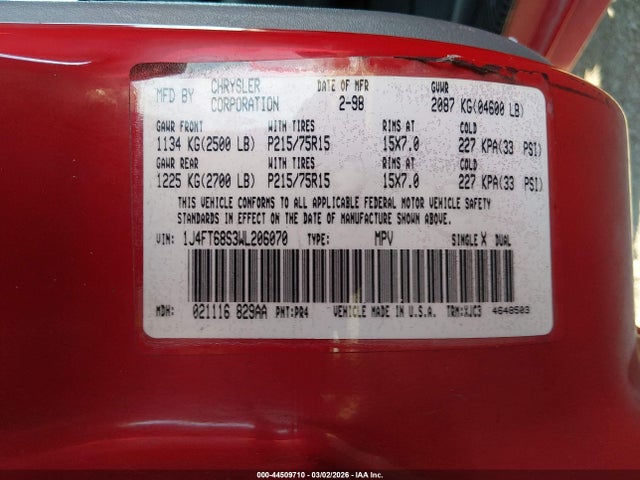 MFD BY CHRYSLER CORPORATION DATE OF MFR 2-98 GVWR 2087 KG(04600 LB)
GAWR FRONT WITH TIRES RIMS AT COLD
1134 KG(2500 LB) P215/75R15 15X7.0 227 KPA(33 PSI)
GAWR REAR WITH TIRES RIMS AT COLD
1225 KG(2700 LB) P215/75R15 15X7.0 227 KPA(33 PSI)
THIS VEHICLE CONFORMS TO ALL APPLICABLE FEDERAL MOTOR VEHICLE SAFETY
STANDARDS IN EFFECT ON THE DATE OF MANUFACTURE SHOWN ABOVE.
VIN: 1J4FT68S3WL206070 TYPE: MPV SINGLE X DUAL
MDH: 021116 829AA PNT:PR4 VEHICLE MADE IN U.S.A. TRM:XJC3 4648503
000-44509710 | 03/02/2026 | IAA Inc.